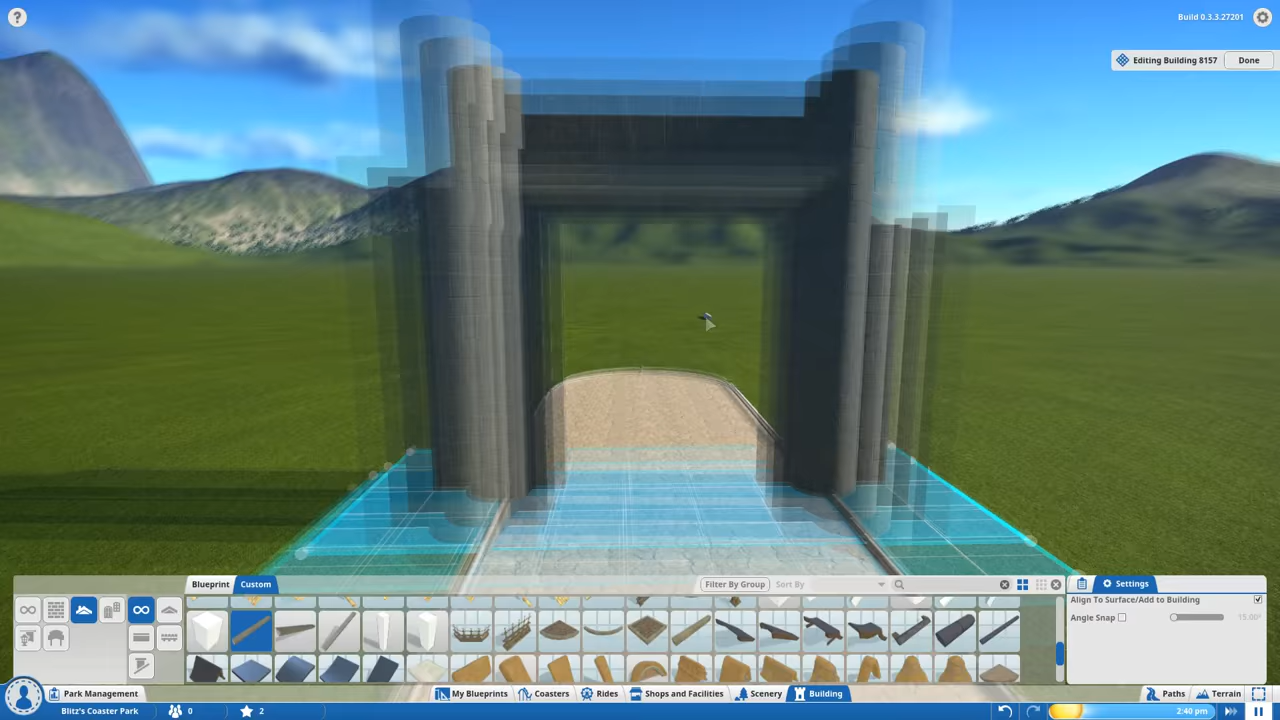 ?
Build 0.3.3.27201
Editing Building 8157
Done
Blueprint
Custom
Filter By Group
Sort By
Settings
Align To Surface/Add to Building
Angle Snap
15.00°
Park Management
My Blueprints
Coasters
Rides
Shops and Facilities
Scenery
Building
Paths
Terrain
Blitz's Coaster Park
0
2
2:40 pm